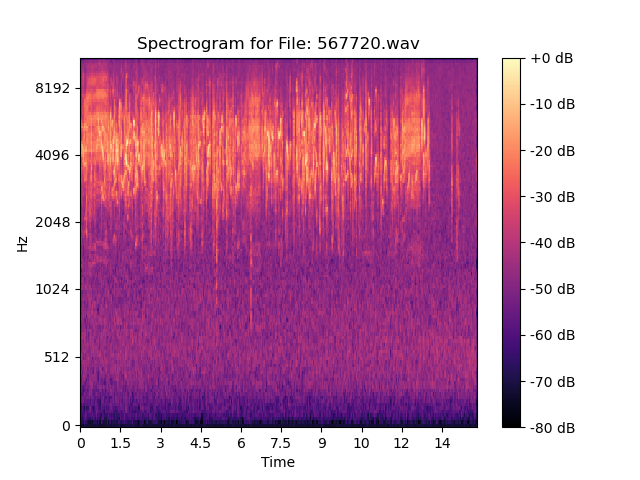 Spectrogram for File: 567720.wav
8192
4096
2048
1024
512
0
Hz
0 1.5 3 4.5 6 7.5 9 10 12 14
Time
+0 dB
-10 dB
-20 dB
-30 dB
-40 dB
-50 dB
-60 dB
-70 dB
-80 dB